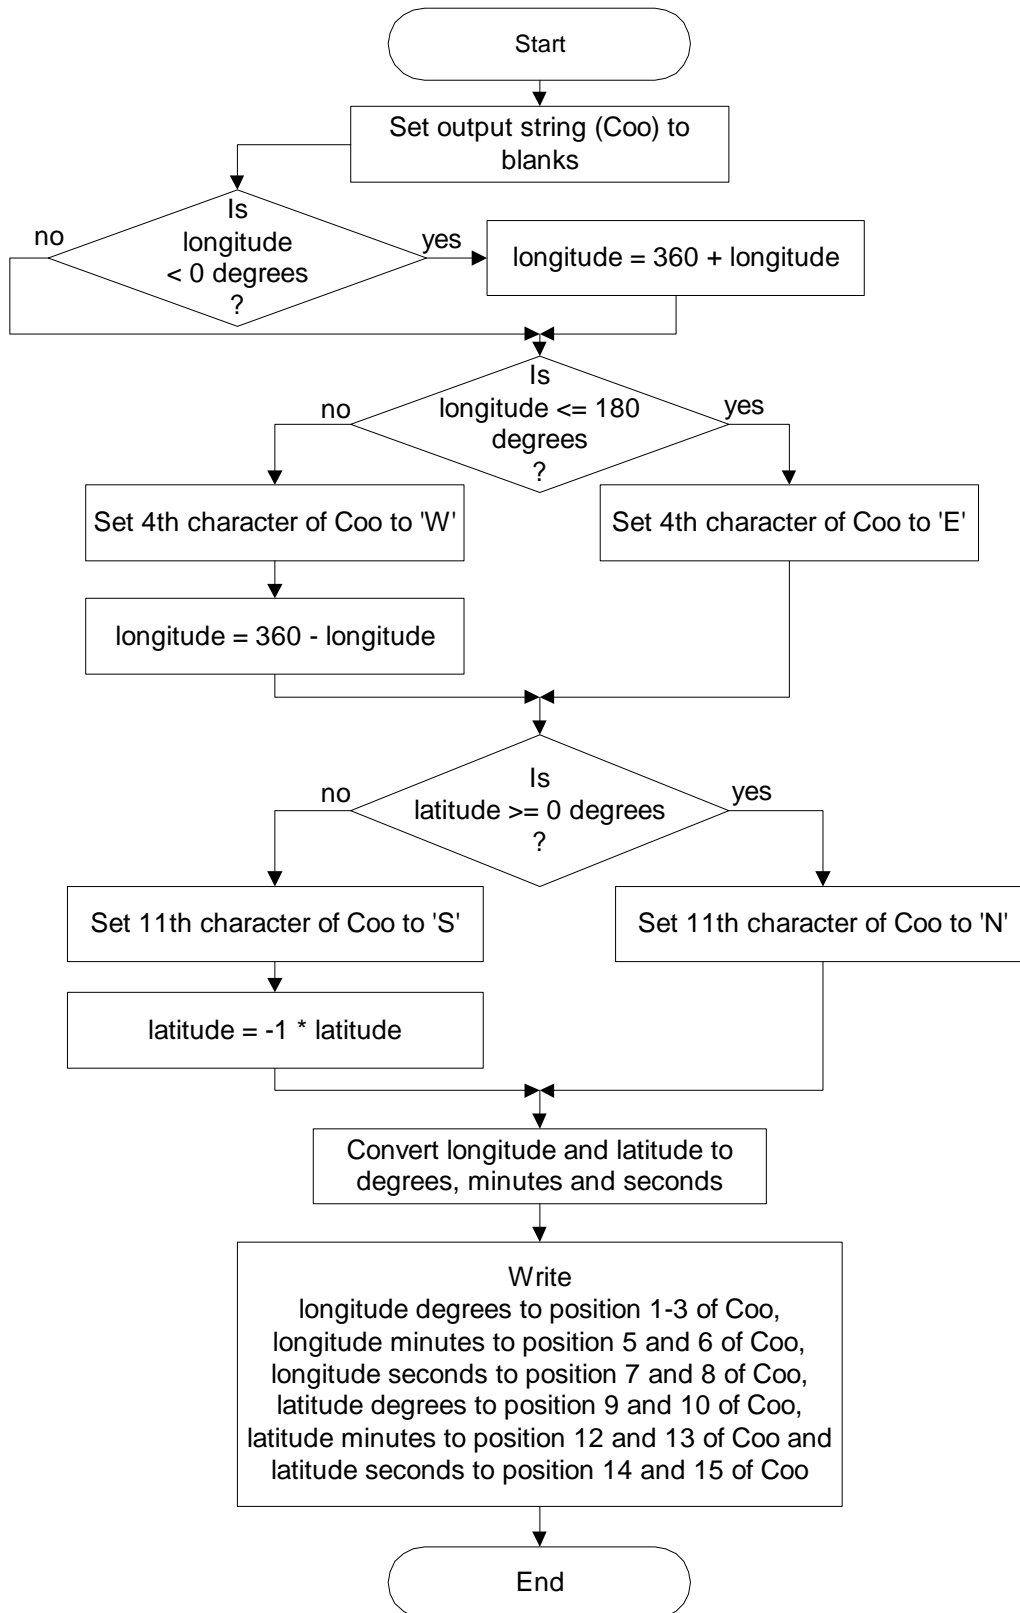 Start
Set output string (Coo) to
blanks
Is
longitude
< 0 degrees
?
no
yes
longitude = 360 + longitude
Is
longitude <= 180
degrees
?
no
yes
Set 4th character of Coo to 'W'
Set 4th character of Coo to 'E'
longitude = 360 - longitude
Is
latitude >= 0 degrees
?
no
yes
Set 11th character of Coo to 'S'
Set 11th character of Coo to 'N'
latitude = -1 * latitude
Convert longitude and latitude to
degrees, minutes and seconds
Write
longitude degrees to position 1-3 of Coo,
longitude minutes to position 5 and 6 of Coo,
longitude seconds to position 7 and 8 of Coo,
latitude degrees to position 9 and 10 of Coo,
latitude minutes to position 12 and 13 of Coo and
latitude seconds to position 14 and 15 of Coo
End